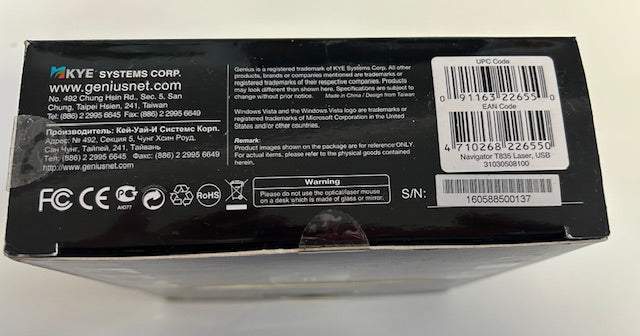 KYE SYSTEMS CORP.
www.geniusnet.com
No. 492 Chung Hsin Rd., Sec. 5, San
Chung, Taipei Hsien, 241, Taiwan
Tel: (886) 2 2995 6645 Fax: (886) 2 2995 6649
Производитель: Кей-Уай-И Системс Корп.
Адрес: № 492, Секция 5, Чунг Хсин Роуд,
Сан Чунг, Тайпей, 241, Тайвань
Тел: (886) 2 2995 6645 Факс: (886) 2 2995 6649
http://www.geniusnet.com
FC CE PG
АЮ77
RoHS
Genius is a registered trademark of KYE Systems Corp. All other
products, brands or companies mentioned are trademarks or
registered trademarks of their respective companies. Products
may look different than shown here. Specifications are subject to
change without prior notice. Made in China / Design from Taiwan
Windows Vista and the Windows Vista logo are trademarks or
registered trademarks of Microsoft Corporation in the United
States and/or other countries.
Remark:
Product images shown on the package are for reference ONLY.
For actual items, please refer to the physical goods contained
herein.
Warning
Please do not use the optical/laser mouse
on a desk which is made of glass or mirror.
UPC Code
0 91163 22655 0
EAN Code
4 710268 226550
Navigator T835 Laser, USB
31030508100
S/N:
160588500137